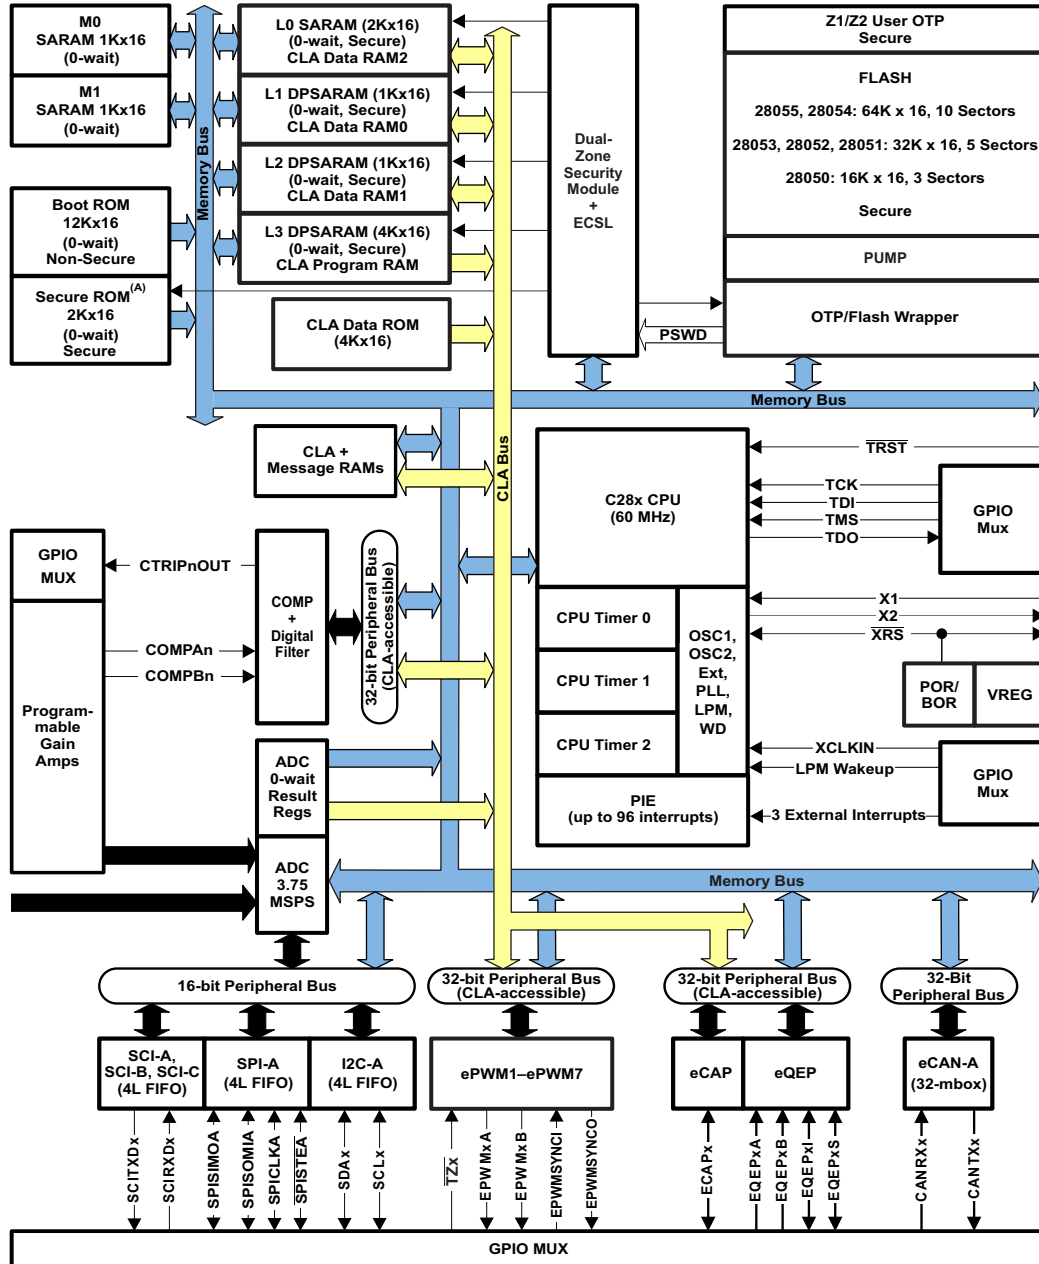 M0
SARAM 1Kx16
(0-wait)
M1
SARAM 1Kx16
(0-wait)
Boot ROM
12Kx16
(0-wait)
Non-Secure
Secure ROM(A)
2Kx16
(0-wait)
Secure
Memory Bus
L0 SARAM (2Kx16)
(0-wait, Secure)
CLA Data RAM2
L1 DPSARAM (1Kx16)
(0-wait, Secure)
CLA Data RAM0
L2 DPSARAM (1Kx16)
(0-wait, Secure)
CLA Data RAM1
L3 DPSARAM (4Kx16)
(0-wait, Secure)
CLA Program RAM
CLA Data ROM
(4Kx16)
Dual-
Zone
Security
Module
+
ECSL
Z1/Z2 User OTP
Secure
FLASH
28055, 28054: 64K x 16, 10 Sectors
28053, 28052, 28051: 32K x 16, 5 Sectors
28050: 16K x 16, 3 Sectors
Secure
PUMP
OTP/Flash Wrapper
PSWD
Memory Bus
CLA Bus
CLA +
Message RAMs
C28x CPU
(60 MHz)
TRST
TCK
TDI
TMS
TDO
GPIO
Mux
GPIO
MUX
CTRIPnOUT
COMP
+
Digital
Filter
COMPAn
COMPBn
Program-
mable
Gain
Amps
32-bit Peripheral Bus
(CLA-accessible)
CPU Timer 0
CPU Timer 1
CPU Timer 2
OSC1,
OSC2,
Ext,
PLL,
LPM,
WD
X1
X2
XRS
POR/
BOR
VREG
XCLKIN
LPM Wakeup
3 External Interrupts
GPIO
Mux
PIE
(up to 96 interrupts)
ADC
0-wait
Result
Regs
ADC
3.75
MSPS
Memory Bus
16-bit Peripheral Bus
32-bit Peripheral Bus
(CLA-accessible)
32-bit Peripheral Bus
(CLA-accessible)
32-Bit
Peripheral Bus
SCI-A,
SCI-B, SCI-C
(4L FIFO)
SPI-A
(4L FIFO)
I2C-A
(4L FIFO)
ePWM1–ePWM7
eCAP
eQEP
eCAN-A
(32-mbox)
SCITXDx
SCIRXDx
SPISIMOA
SPISOMIA
SPICLKA
SPISTEA
SDAx
SCLx
TZx
EPWMxA
EPWMxB
EPWMSYNCI
EPWMSYNCO
ECAPx
EQEPxA
EQEPxB
EQEPxI
EQEPxS
CANRXx
CANTXx
GPIO MUX